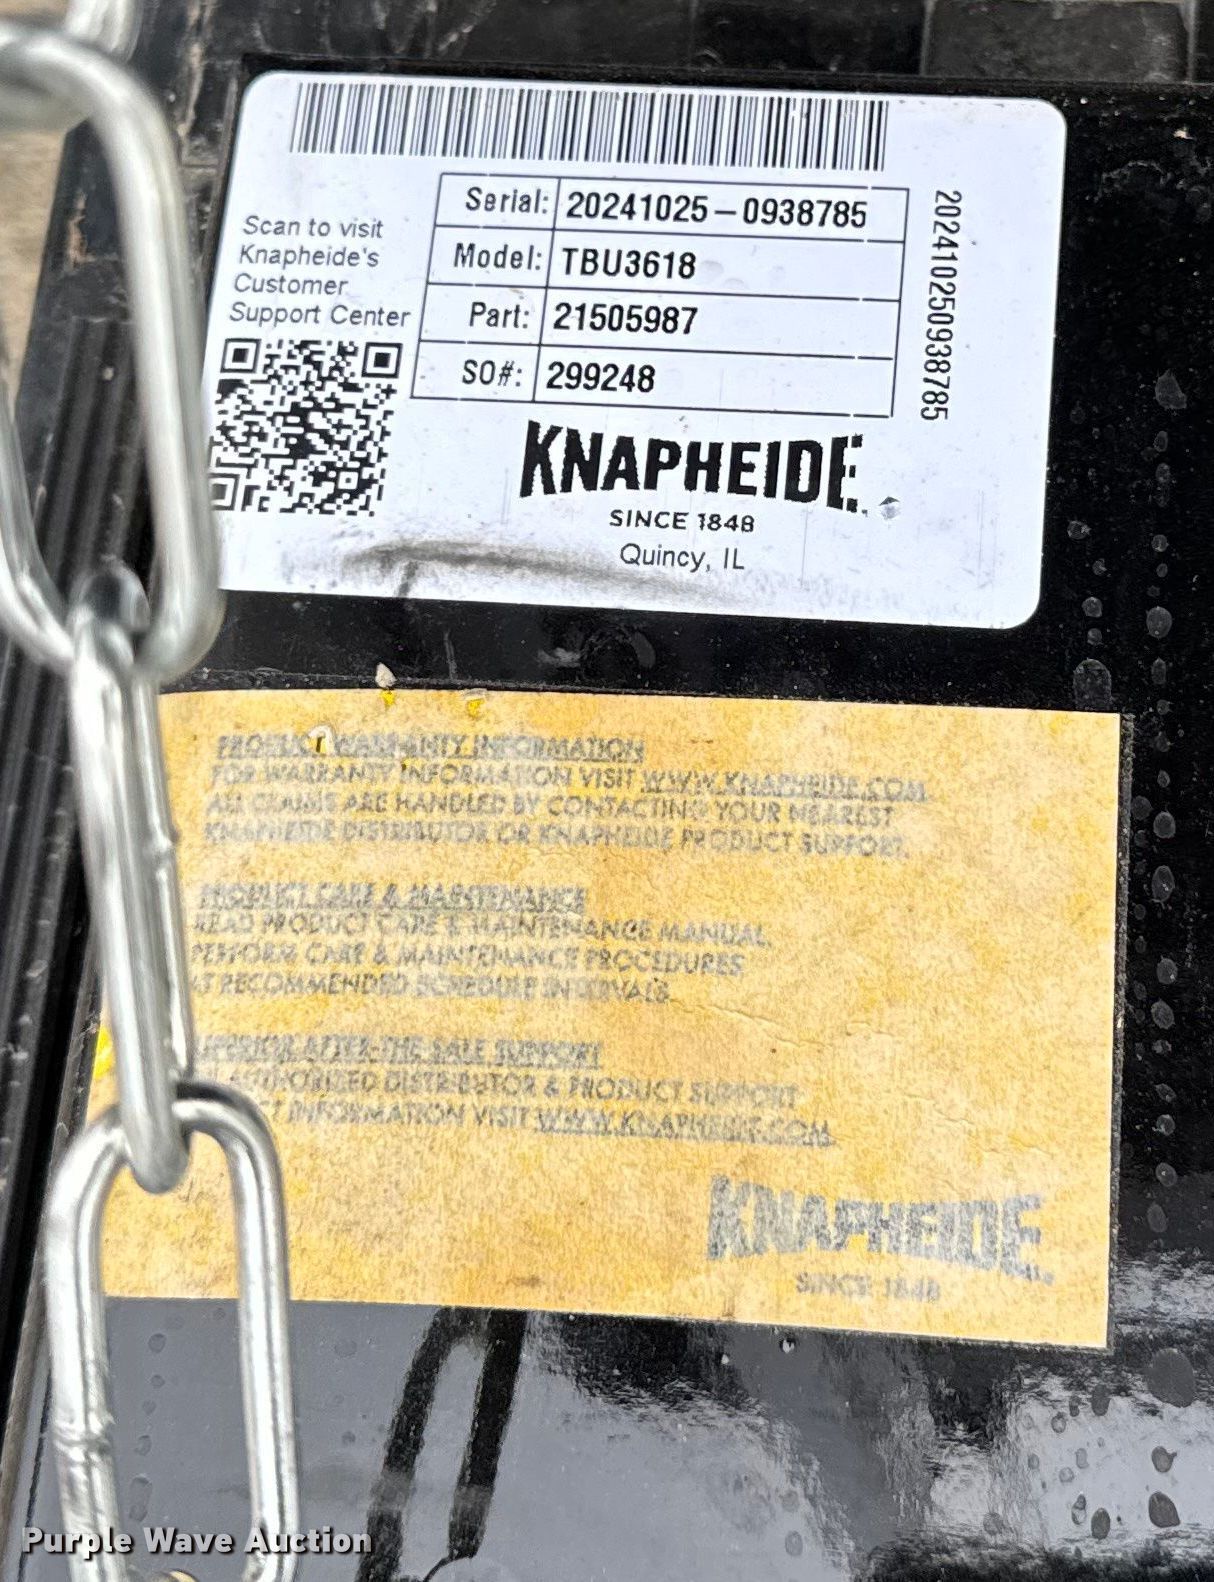 Serial: 20241025-0938785
Model: TBU3618
Part: 21505987
SO#: 299248
202410250938785
Scan to visit
Knapheide's
Customer
Support Center
KNAPHEIDE.
SINCE 1848
Quincy, IL
PRODUCT WARRANTY INFORMATION
FOR WARRANTY INFORMATION VISIT WWW.KNAPHEIDE.COM.
ALL CLAIMS ARE HANDLED BY CONTACTING YOUR NEAREST
KNAPHEIDE DISTRIBUTOR OR KNAPHEIDE PRODUCT SUPPORT.
PRODUCT CARE & MAINTENANCE
READ PRODUCT CARE & MAINTENANCE MANUAL.
PERFORM CARE & MAINTENANCE PROCEDURES
AT RECOMMENDED SCHEDULE INTERVALS.
SUPERIOR AFTER-THE-SALE SUPPORT
AUTHORIZED DISTRIBUTOR & PRODUCT SUPPORT
INFORMATION VISIT WWW.KNAPHEIDE.COM.
KNAPHEIDE.
SINCE 1848
Purple Wave Auction